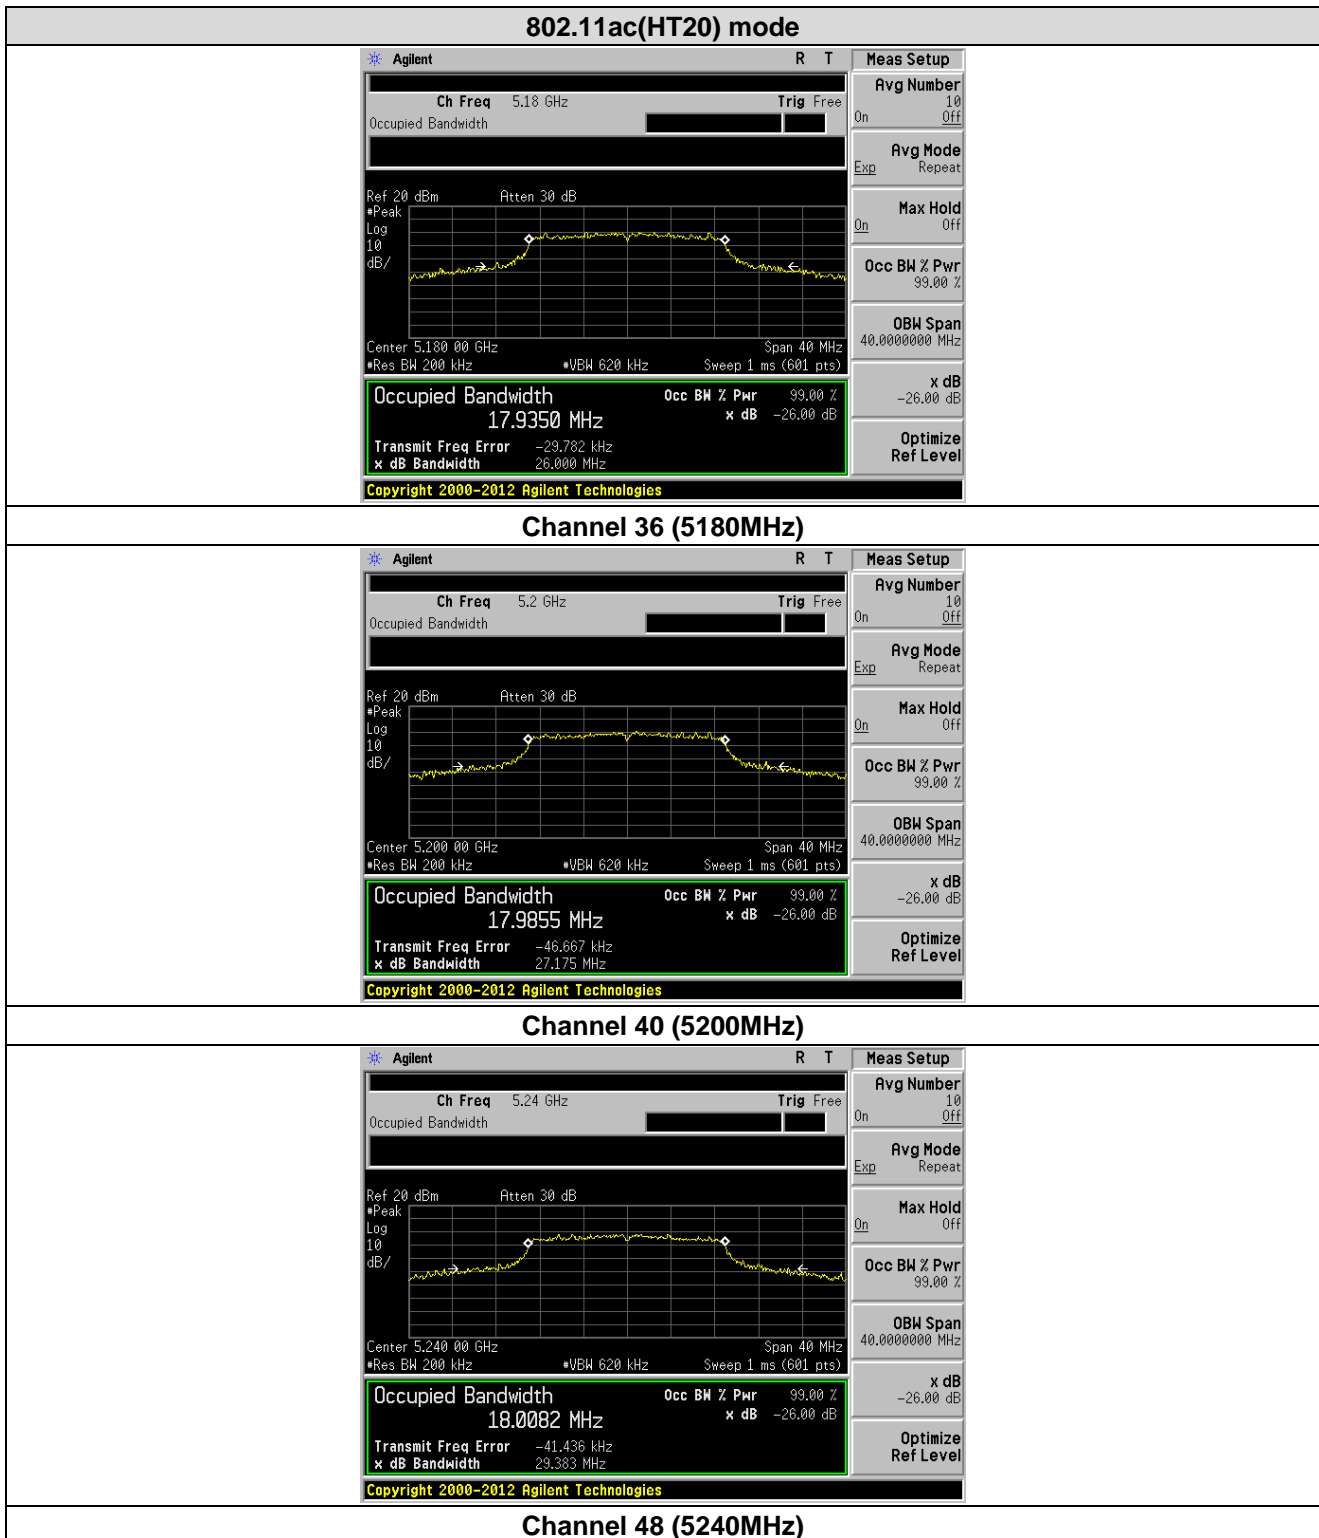 802.11ac(HT20) mode
Agilent R T Meas Setup
Ch Freq 5.18 GHz Trig Free
Occupied Bandwidth
Avg Number
10
On Off
Avg Mode
Exp Repeat
Max Hold
On Off
Occ BW % Pwr
99.00 %
OBW Span
40.0000000 MHz
x dB
-26.00 dB
Optimize
Ref Level
Ref 20 dBm Atten 30 dB
#Peak
Log
10
dB/
Center 5.180 00 GHz Span 40 MHz
#Res BW 200 kHz #VBW 620 kHz Sweep 1 ms (601 pts)
Occupied Bandwidth Occ BW % Pwr 99.00 %
17.9350 MHz x dB -26.00 dB
Transmit Freq Error -29.782 kHz
x dB Bandwidth 26.000 MHz
Copyright 2000-2012 Agilent Technologies
Channel 36 (5180MHz)
Agilent R T Meas Setup
Ch Freq 5.2 GHz Trig Free
Occupied Bandwidth
Avg Number
10
On Off
Avg Mode
Exp Repeat
Max Hold
On Off
Occ BW % Pwr
99.00 %
OBW Span
40.0000000 MHz
x dB
-26.00 dB
Optimize
Ref Level
Ref 20 dBm Atten 30 dB
#Peak
Log
10
dB/
Center 5.200 00 GHz Span 40 MHz
#Res BW 200 kHz #VBW 620 kHz Sweep 1 ms (601 pts)
Occupied Bandwidth Occ BW % Pwr 99.00 %
17.9855 MHz x dB -26.00 dB
Transmit Freq Error -46.667 kHz
x dB Bandwidth 27.175 MHz
Copyright 2000-2012 Agilent Technologies
Channel 40 (5200MHz)
Agilent R T Meas Setup
Ch Freq 5.24 GHz Trig Free
Occupied Bandwidth
Avg Number
10
On Off
Avg Mode
Exp Repeat
Max Hold
On Off
Occ BW % Pwr
99.00 %
OBW Span
40.0000000 MHz
x dB
-26.00 dB
Optimize
Ref Level
Ref 20 dBm Atten 30 dB
#Peak
Log
10
dB/
Center 5.240 00 GHz Span 40 MHz
#Res BW 200 kHz #VBW 620 kHz Sweep 1 ms (601 pts)
Occupied Bandwidth Occ BW % Pwr 99.00 %
18.0082 MHz x dB -26.00 dB
Transmit Freq Error -41.436 kHz
x dB Bandwidth 29.383 MHz
Copyright 2000-2012 Agilent Technologies
Channel 48 (5240MHz)